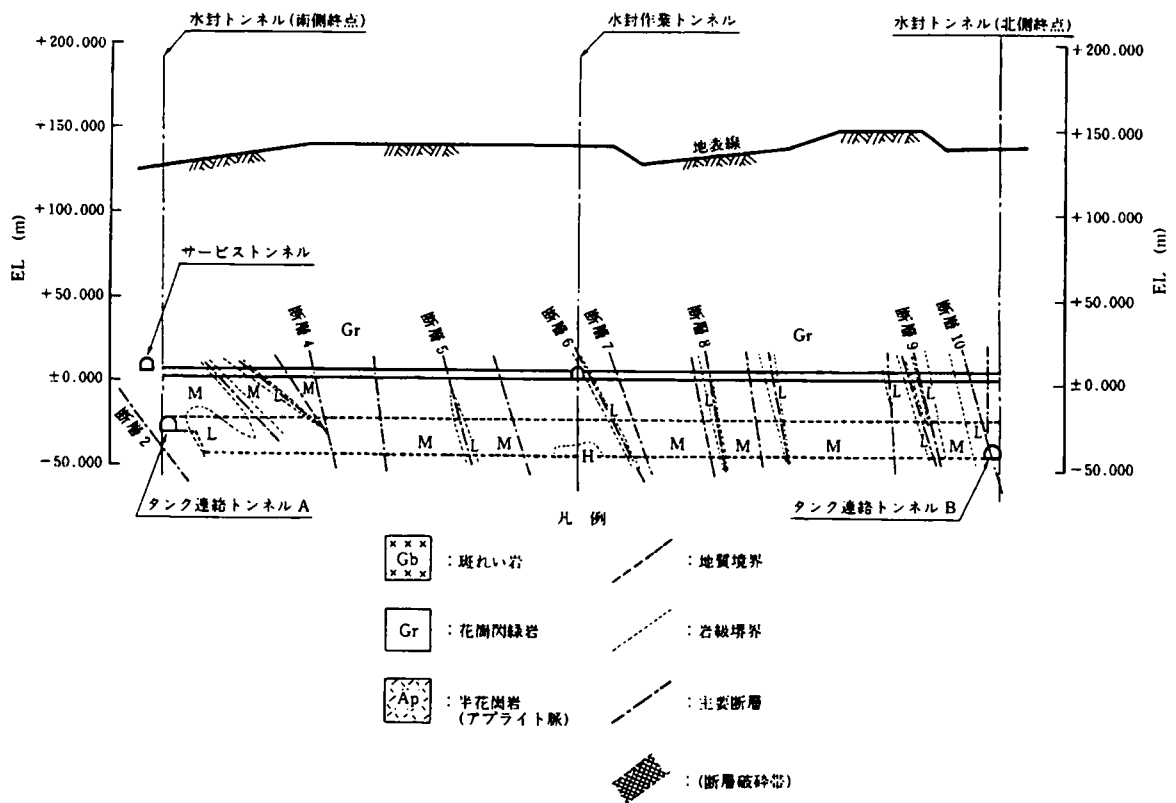 水封トンネル(南側終点)
水封作業トンネル
水封トンネル(北側終点)
+200.000
+200.000
+150.000
+150.000
地表線
+100.000
+100.000
EL (m)
EL (m)
サービストンネル
+50.000
+50.000
断層4
Gr
断層5
断層6
断層7
断層8
Gr
断層9
断層10
±0.000
±0.000
M
M
L
M
L
L
L
L
L
断層2
L
M
L
M
H
M
M
M
L
M
L
-50.000
-50.000
タンク連絡トンネルA
タンク連絡トンネルB
凡例
Gb
:斑れい岩
:地質境界
Gr
:花崗閃緑岩
:岩級堺界
Ap
:半花崗岩
(アプライト脈)
:主要断層
:(断層破砕帯)